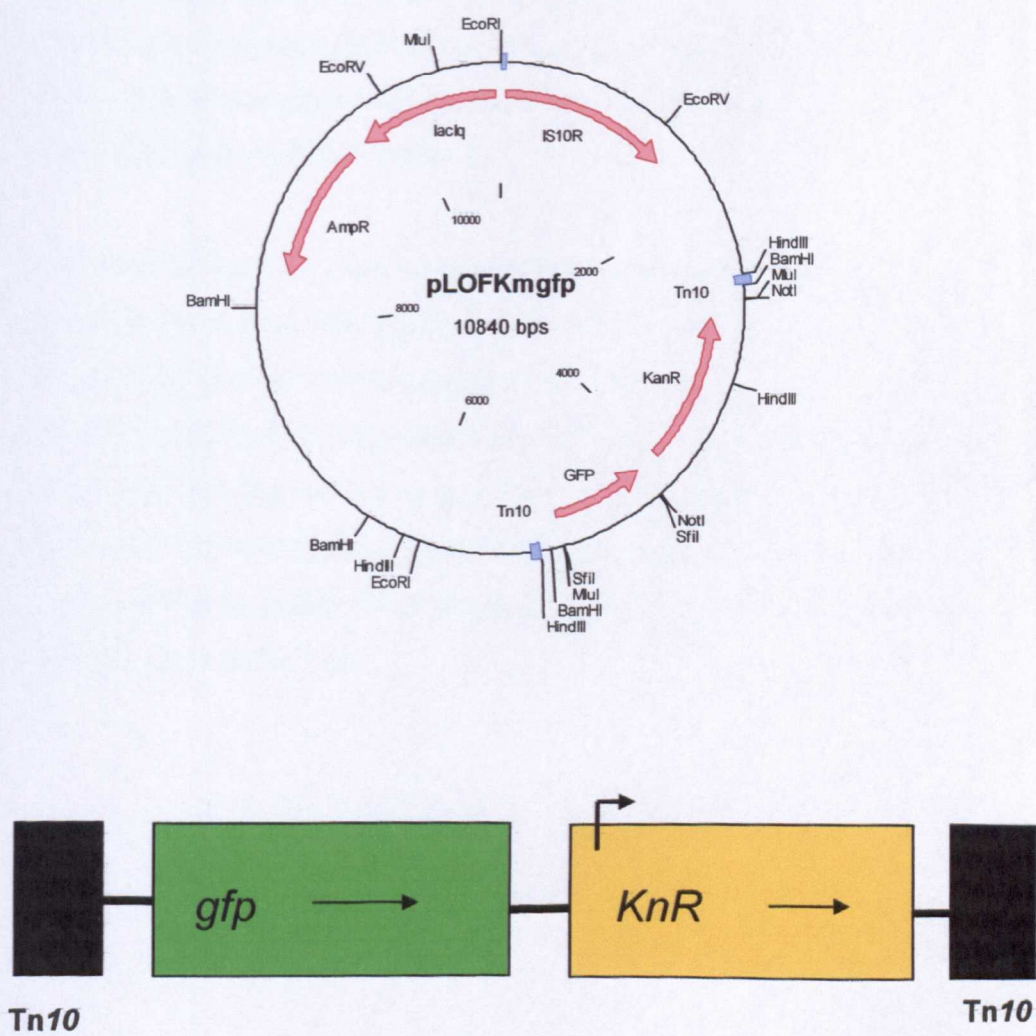 EcoRI
MluI
EcoRV
EcoRV
lacIq
IS10R
AmpR
10000
HindIII
BamHI
MluI
NotI
2000
pLOFKmgfp
Tn10
BamHI
8000
10840 bps
4000
KanR
HindIII
6000
GFP
Tn10
NotI
SfiI
BamHI
HindIII
EcoRI
SfiI
MluI
BamHI
HindIII
gfp
KnR
Tn10
Tn10